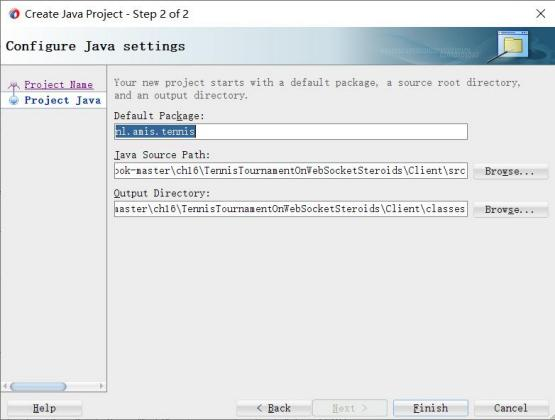 Create Java Project - Step 2 of 2
Configure Java settings
Project Name
Project Java
Your new project starts with a default package, a source root directory,
and an output directory.
Default Package:
nl.amis.tennis
Java Source Path:
ook-master\ch16\TennisTournamentOnWebSocketSteroids\Client\src
Browse...
Output Directory:
master\ch16\TennisTournamentOnWebSocketSteroids\Client\classes
Browse...
Help
< Back
Next >
Finish
Cancel